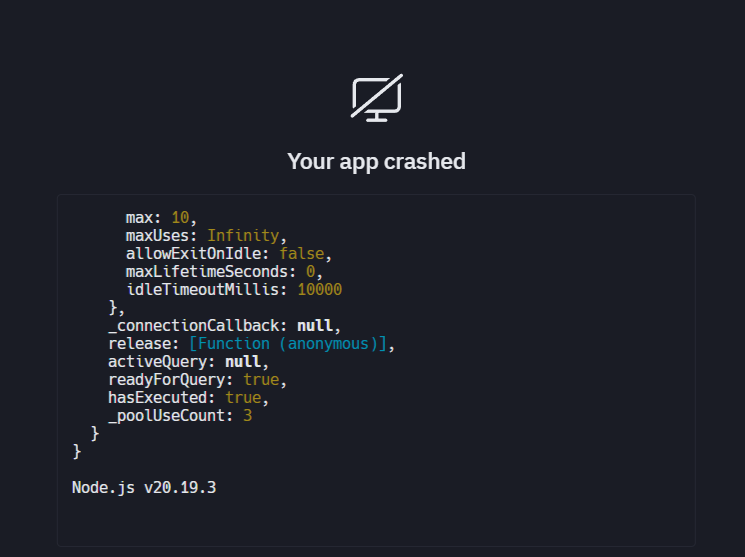 Your app crashed
max: 10,
maxUses: Infinity,
allowExitOnIdle: false,
maxLifetimeSeconds: 0,
idleTimeoutMillis: 10000
},
_connectionCallback: null,
release: [Function (anonymous)],
activeQuery: null,
readyForQuery: true,
hasExecuted: true,
_poolUseCount: 3
}
}
Node.js v20.19.3